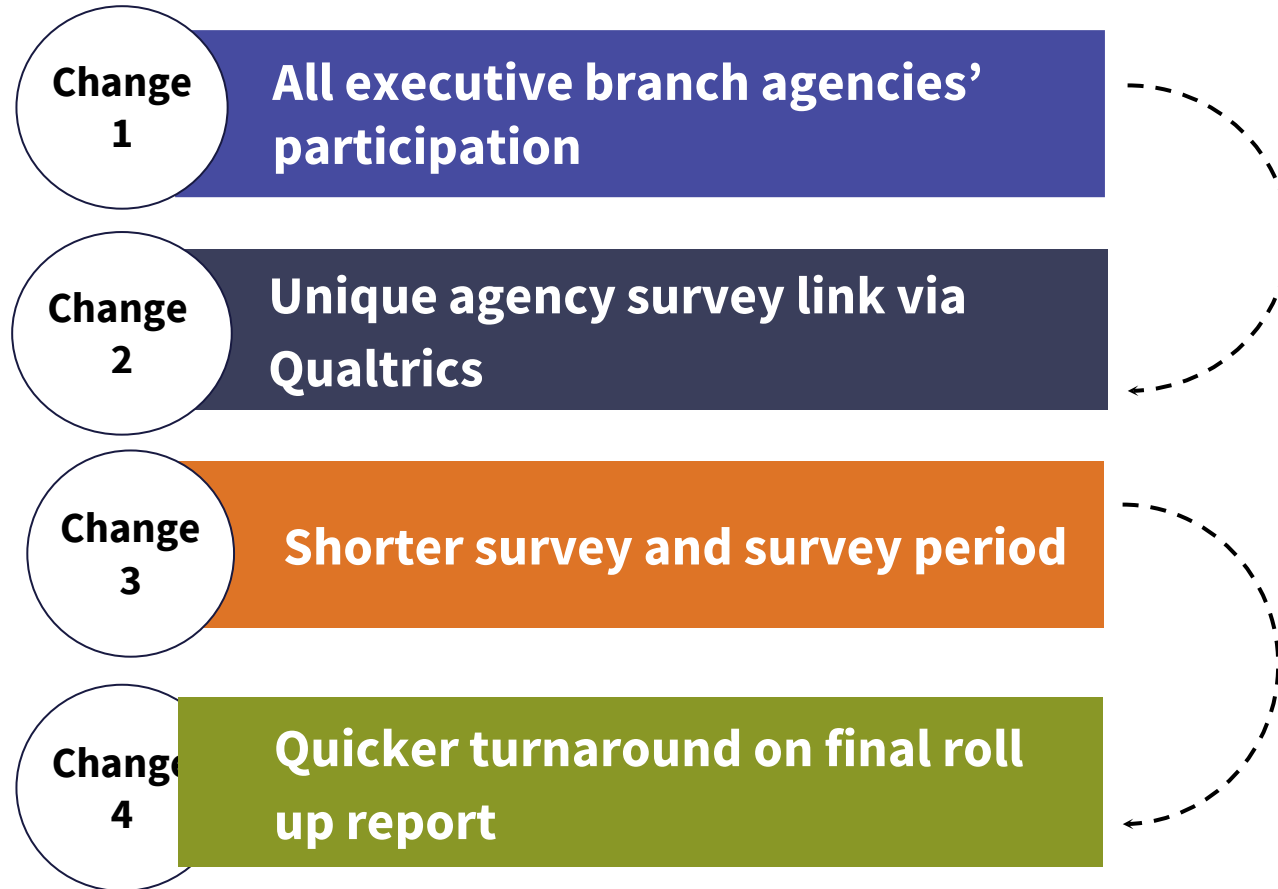 Change
1
All executive branch agencies’
participation
Change
2
Unique agency survey link via
Qualtrics
Change
3
Shorter survey and survey period
Change
4
Quicker turnaround on final roll
up report